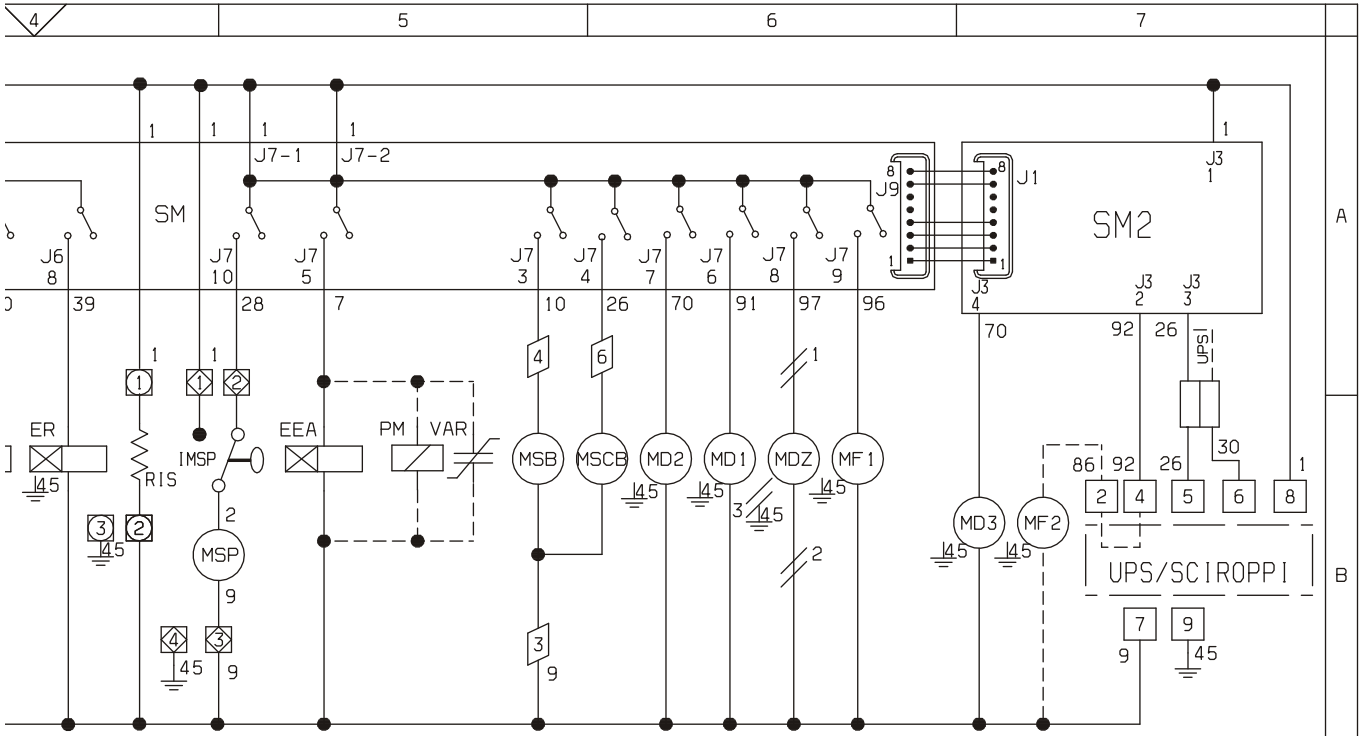 4 5 6 7
1 1 1 1 1
J7-1 J7-2 J3
1
8 8
J9 J1
SM SM2 A
J6 J7 J7 J7 J7 J7 J7 J7 J7
8 10 5 3 4 7 6 8 9
1 1
J3 J3 J3
4 2 3
39 28 7 10 26 70 91 97 96
70 92 26
UPSI
1 1 4 6 1
1 1 2
ER EEA PM VAR
IMSP MSB MSCB MD2 MD1 MDZ MF1
30
RIS
86 92 26 1
45 45 45 45
2 4 5 6 8
3 45
2
3 2
45
MSP MD3 MF2
45 45
2
UPS/SCIROPPI B
9
7 9
4 3 3
45 9 9 9 45